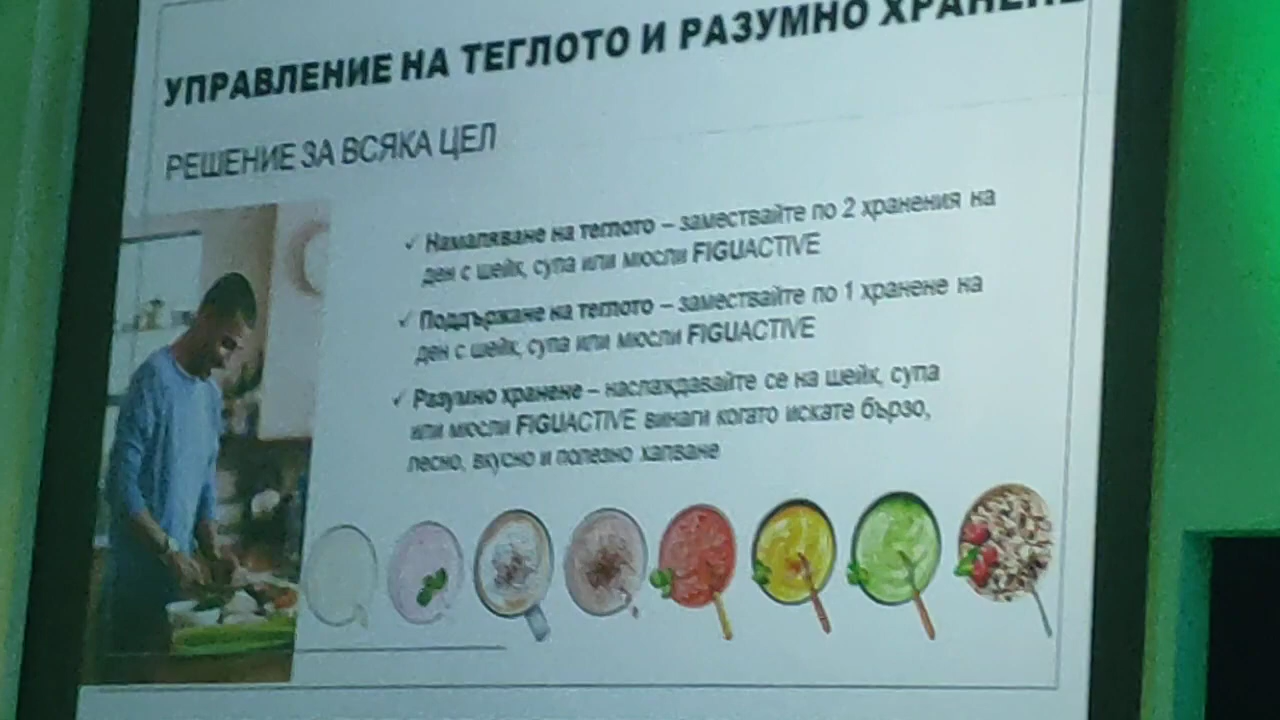 УПРАВЛЕНИЕ НА ТЕГЛОТО И РАЗУМНО ХРАНЕНЕ
РЕШЕНИЕ ЗА ВСЯКА ЦЕЛ
✓ Намаляване на теглото – замествайте по 2 хранения на
ден с шейк, супа или мюсли FIGUACTIVE
✓ Поддържане на теглото – замествайте по 1 хранене на
ден с шейк, супа или мюсли FIGUACTIVE
✓ Разумно хранене – наслаждавайте се на шейк, супа
или мюсли FIGUACTIVE винаги когато искате бързо,
лесно, вкусно и полезно хапване